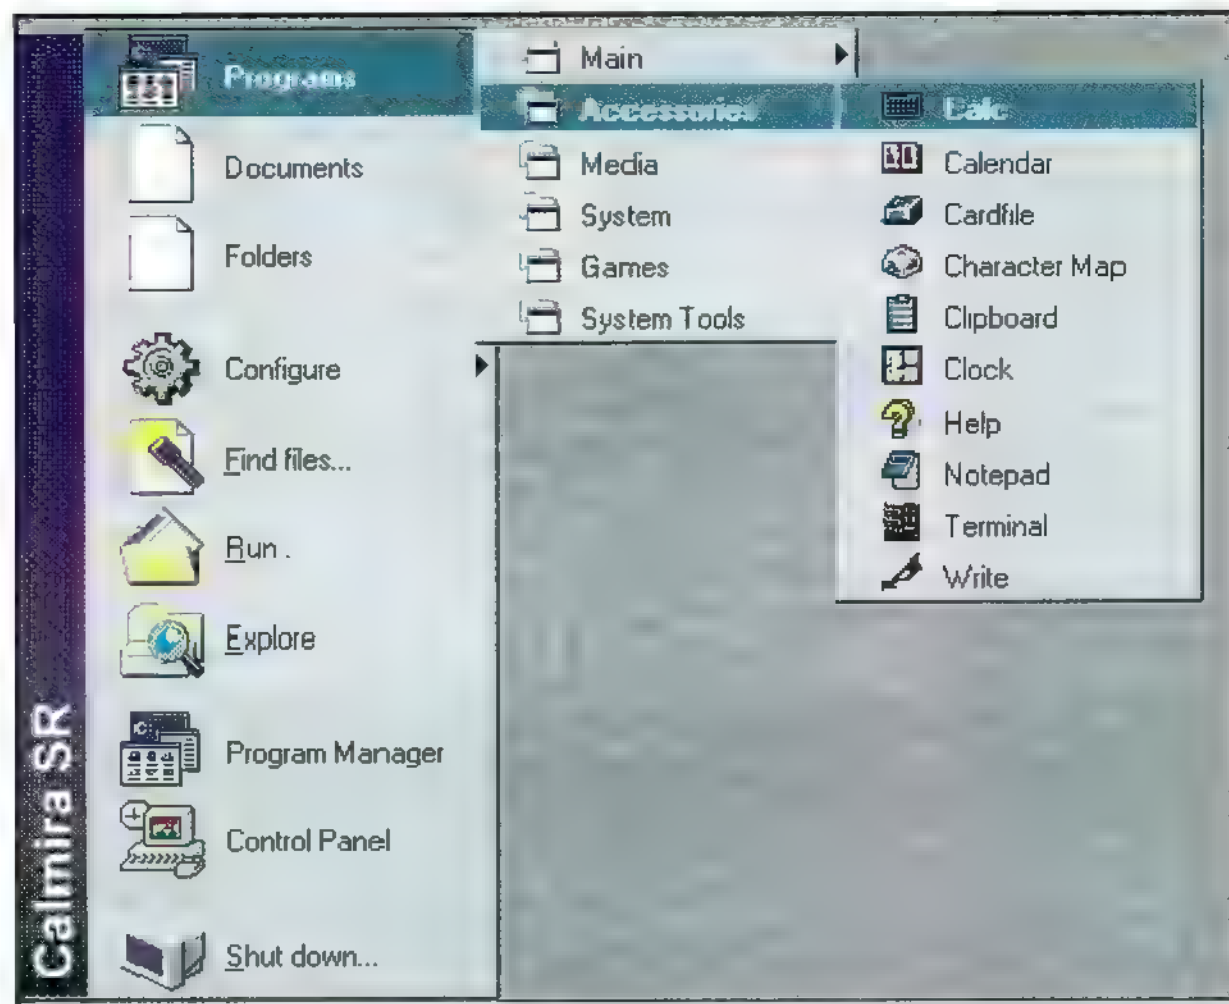 Calmira SR
Programs
Documents
Folders
Configure
Find files...
Run .
Explore
Program Manager
Control Panel
Shut down...
Main
Accessories
Media
System
Games
System Tools
Calc
Calendar
Cardfile
Character Map
Clipboard
Clock
Help
Notepad
Terminal
Write